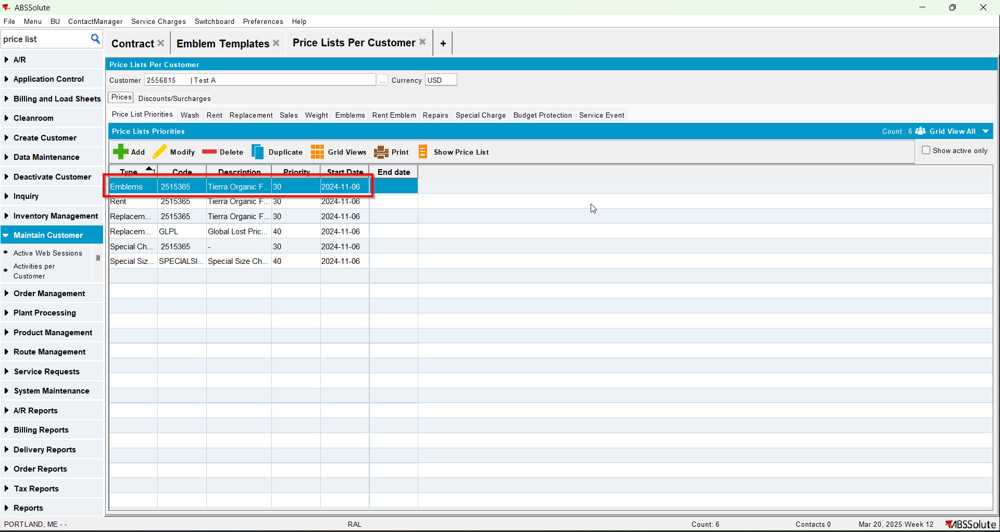 ABSSolute
File Menu BU ContactManager Service Charges Switchboard Preferences Help
price list
Contract Emblem Templates Price Lists Per Customer +
A/R
Application Control
Billing and Load Sheets
Cleanroom
Create Customer
Data Maintenance
Deactivate Customer
Inquiry
Inventory Management
Maintain Customer
Active Web Sessions
Activities per
Customer
Order Management
Plant Processing
Product Management
Route Management
Service Requests
System Maintenance
A/R Reports
Billing Reports
Delivery Reports
Order Reports
Tax Reports
Reports
Price Lists Per Customer
Customer 2556815 | Test A ... Currency USD
Prices Discounts/Surcharges
Price List Priorities Wash Rent Replacement Sales Weight Emblems Rent Emblem Repairs Special Charge Budget Protection Service Event
Price Lists Priorities Count : 6 Grid View All
Add Modify Delete Duplicate Grid Views Print Show Price List Show active only
Type 1 Code Description Priority Start Date End date
Emblems 2515365 Tierra Organic F... 30 2024-11-06
Rent 2515365 Tierra Organic F... 30 2024-11-06
Replacem... 2515365 Tierra Organic F... 30 2024-11-06
Replacem... GLPL Global Lost Pric... 40 2024-11-06
Special Ch... 2515365 - 30 2024-11-06
Special Siz... SPECIALSI... Special Size Ch... 40 2024-11-06
PORTLAND, ME - - RAL Count: 6 Contacts 0 Mar 20, 2025 Week 12 ABSSolute